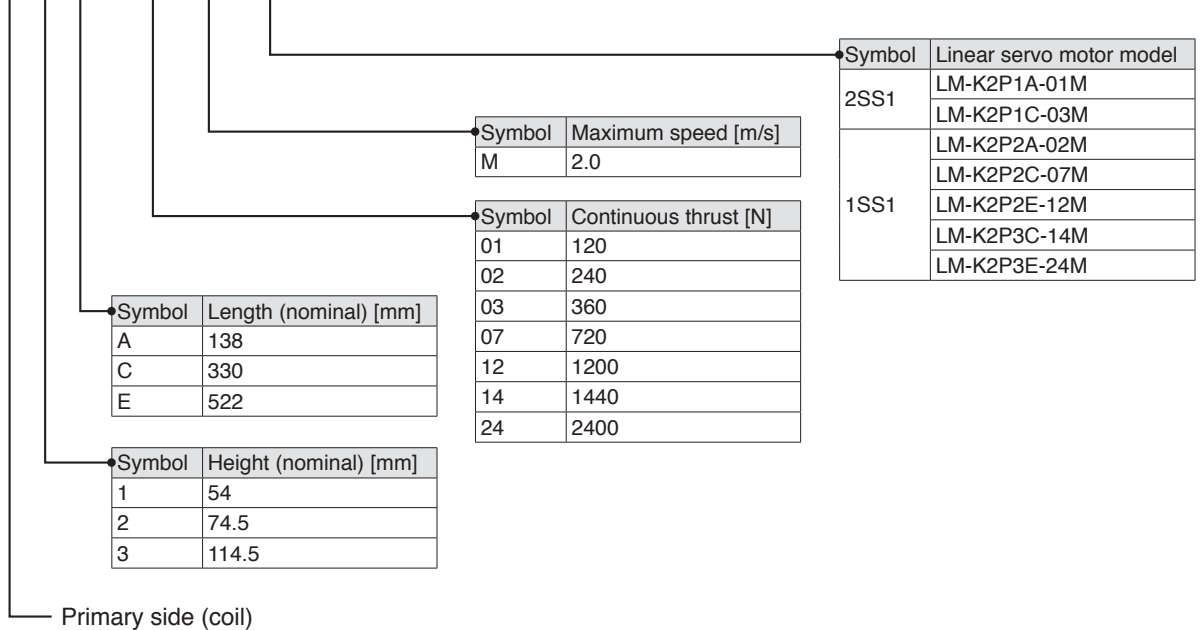 Symbol Linear servo motor model
2SS1 LM-K2P1A-01M
LM-K2P1C-03M
1SS1 LM-K2P2A-02M
LM-K2P2C-07M
LM-K2P2E-12M
LM-K2P3C-14M
LM-K2P3E-24M
Symbol Maximum speed [m/s]
M 2.0
Symbol Continuous thrust [N]
01 120
02 240
03 360
07 720
12 1200
14 1440
24 2400
Symbol Length (nominal) [mm]
A 138
C 330
E 522
Symbol Height (nominal) [mm]
1 54
2 74.5
3 114.5
Primary side (coil)